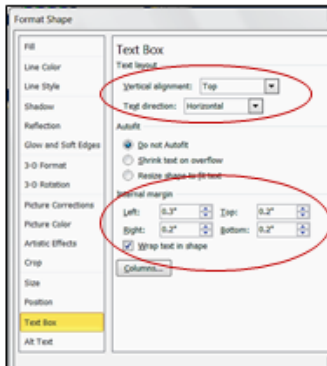 Format Shape
Fill
Line Color
Line Style
Shadow
Reflection
Glow and Soft Edges
3-D Format
3-D Rotation
Picture Corrections
Picture Color
Artistic Effects
Crop
Size
Position
Text Box
Alt Text
Text Box
Text layout
Vertical alignment: Top
Text direction: Horizontal
Autofit
Do not Autofit
Shrink text on overflow
Resize shape to fit text
Internal margin
Left: 0.3" Top: 0.2"
Right: 0.2" Bottom: 0.2"
Wrap text in shape
Columns...